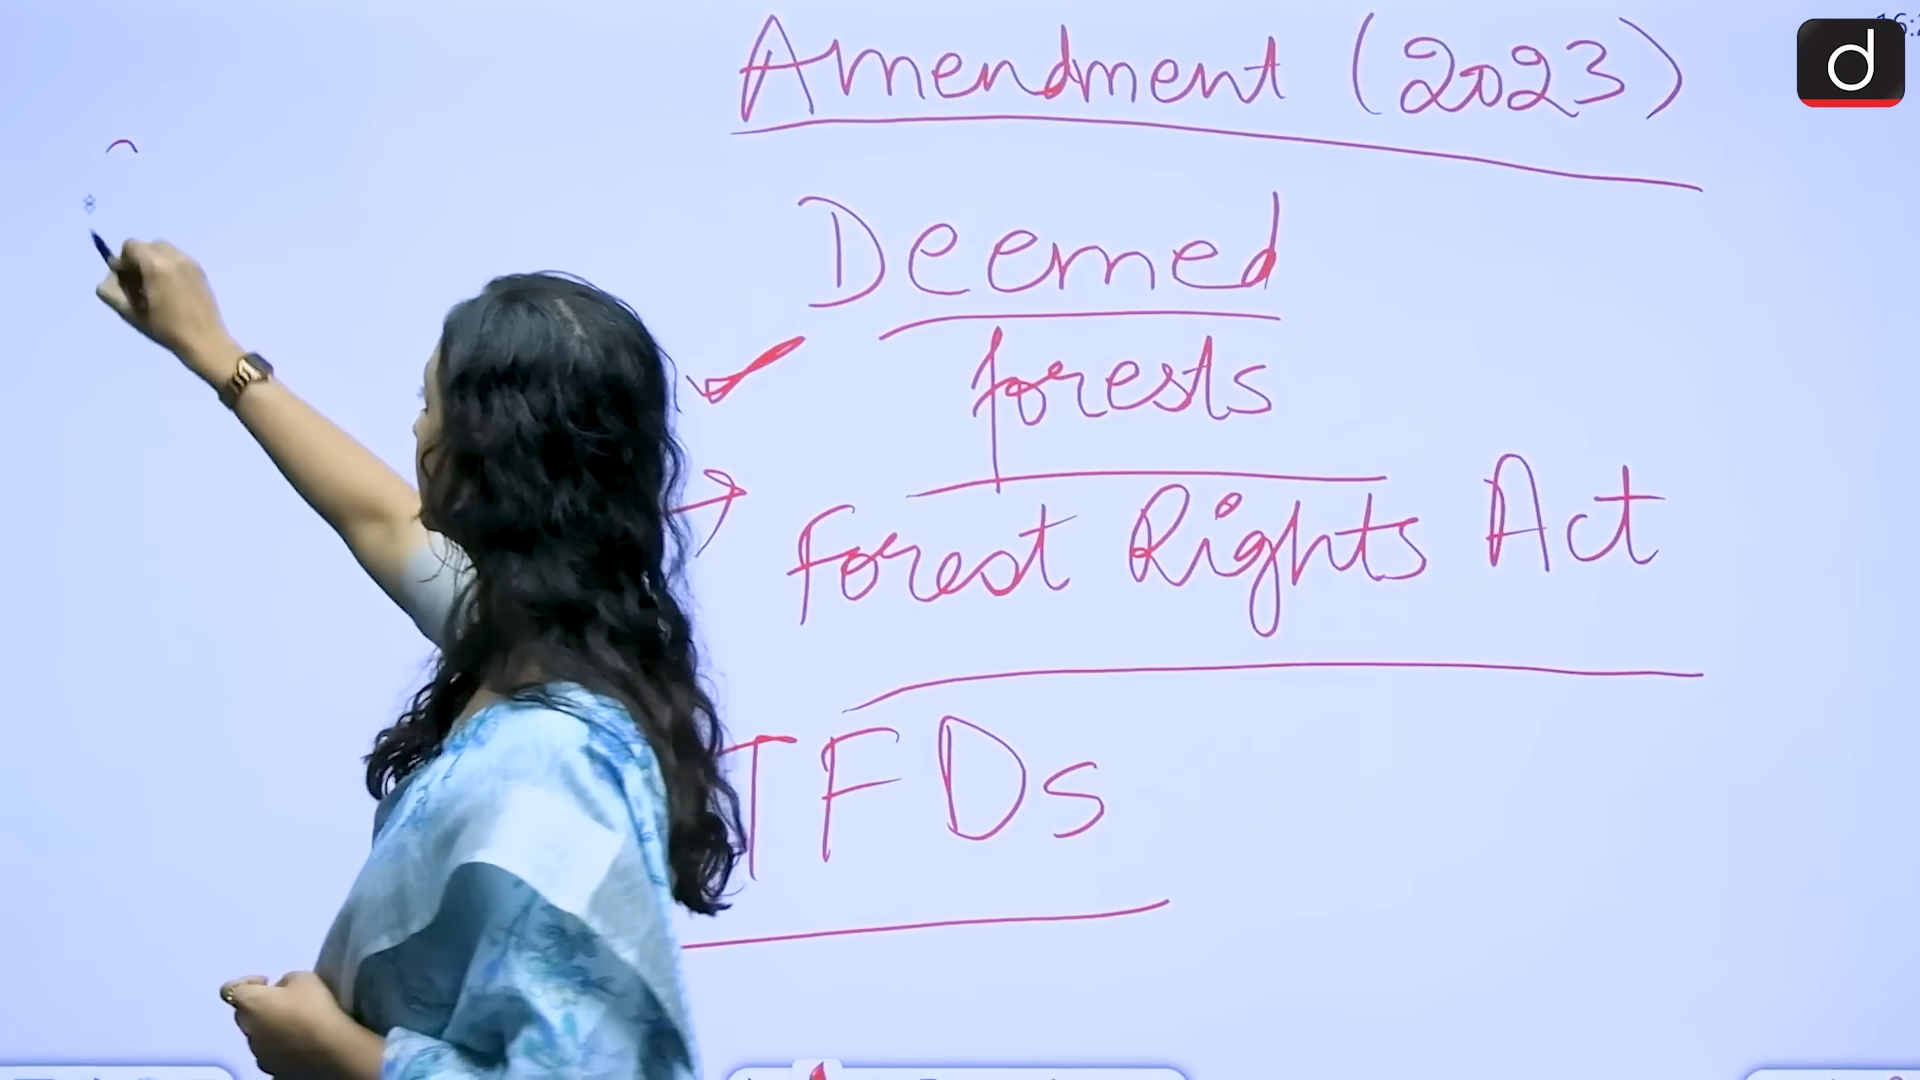 Amendment (2023)
Deemed
forests
Forest Rights Act
TFDs